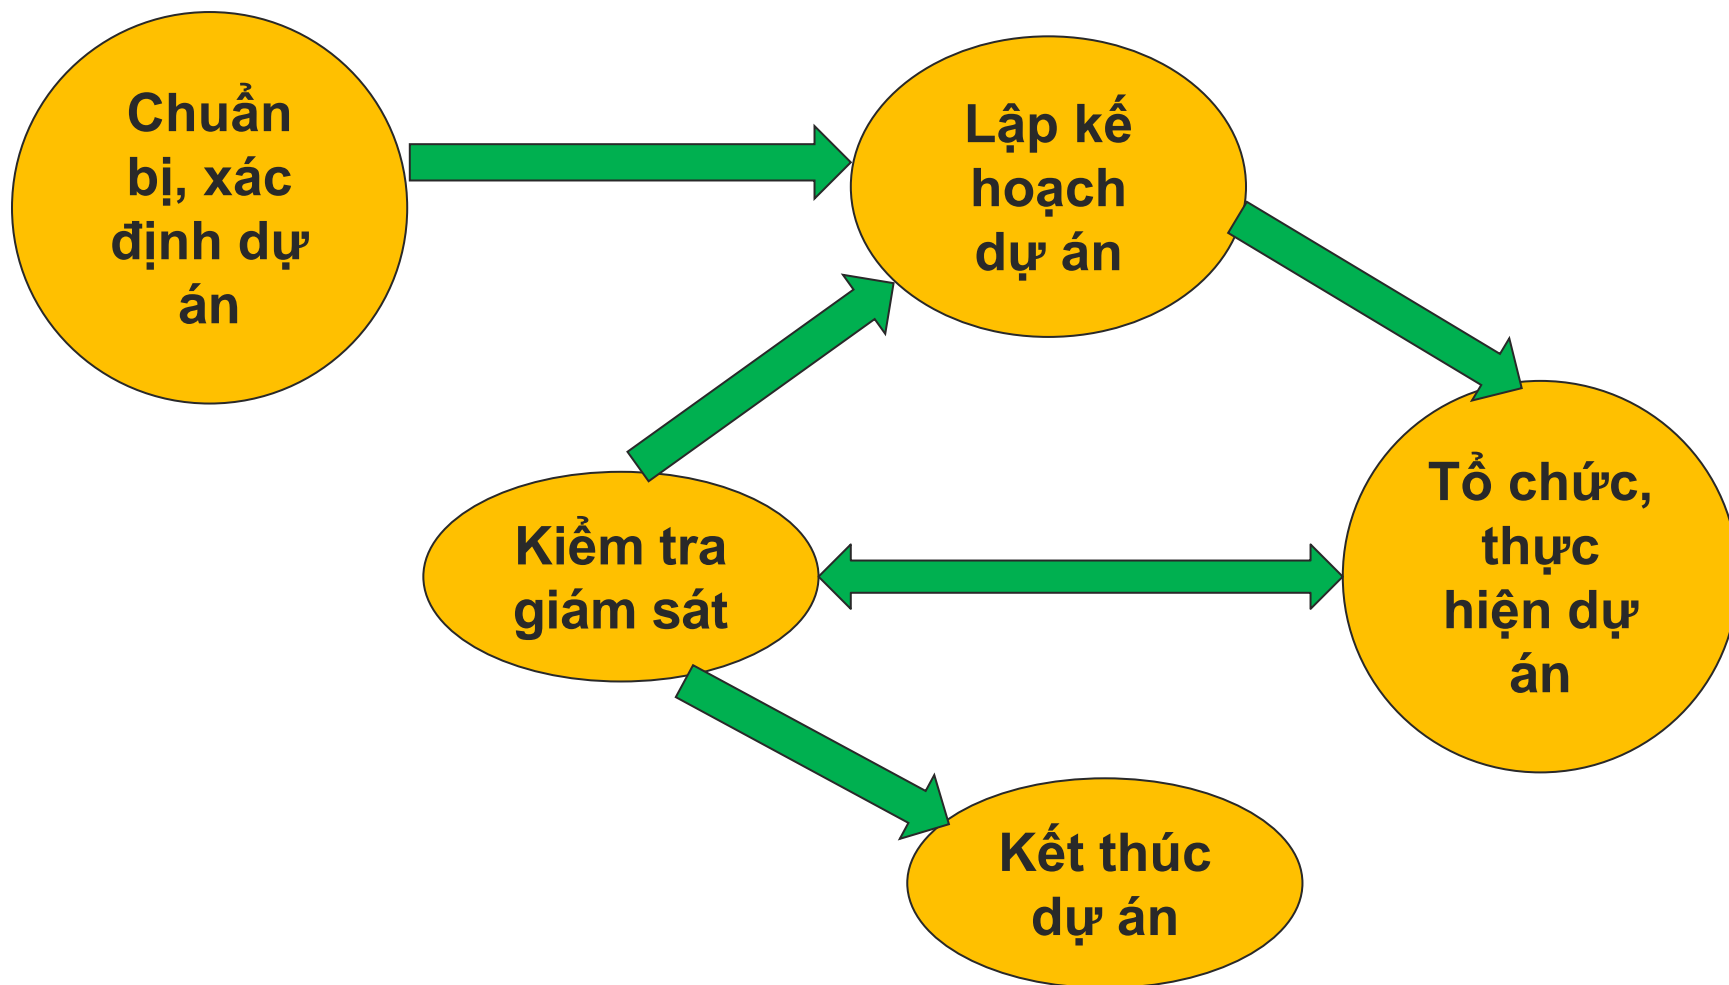 Chuẩn
bị, xác
định dự
án
Lập kế
hoạch
dự án
Tổ chức,
thực
hiện dự
án
Kiểm tra
giám sát
Kết thúc
dự án